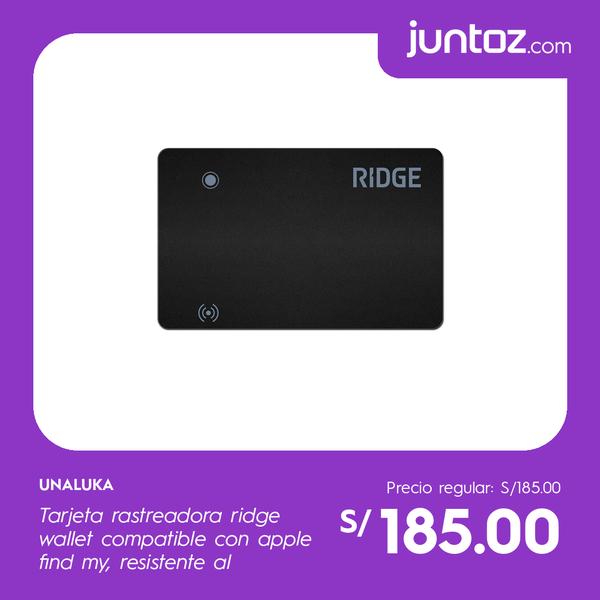 juntoz.com
RIDGE
UNALUKA
Precio regular: S/185.00
Tarjeta rastreadora ridge
wallet compatible con apple
find my, resistente al
S/185.00